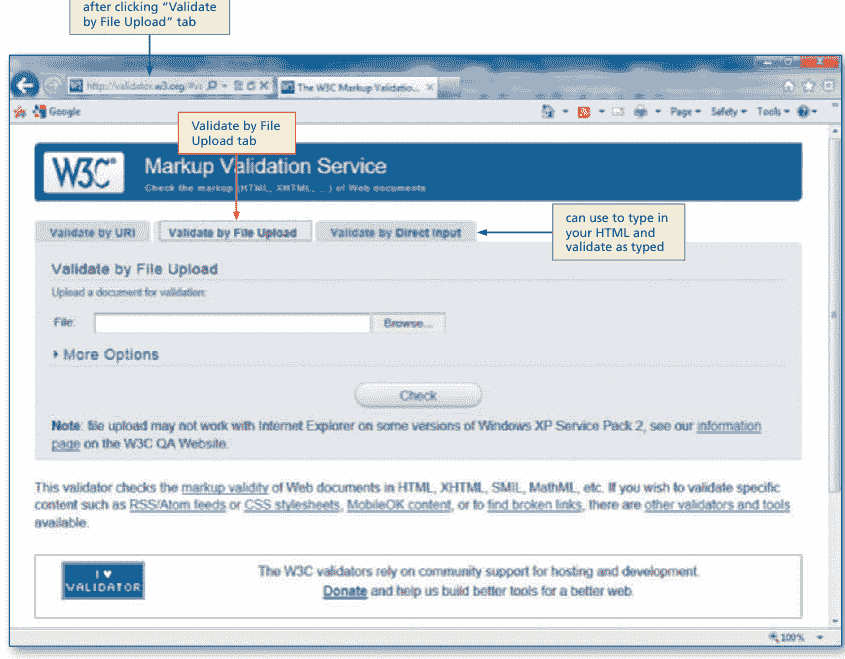 after clicking “Validate
by File Upload” tab
The W3C Markup Validatio...
Google
Page
Safety
Tools
Validate by File
Upload tab
W3C
Markup Validation Service
Check the markup (HTML, XHTML, ...) of Web documents
Validate by URI
Validate by File Upload
Validate by Direct Input
can use to type in
your HTML and
validate as typed
Validate by File Upload
Upload a document for validation:
File:
Browse...
More Options
Check
Note: file upload may not work with Internet Explorer on some versions of Windows XP Service Pack 2, see our information
page on the W3C QA Website.
This validator checks the markup validity of Web documents in HTML, XHTML, SMIL, MathML, etc. If you wish to validate specific
content such as RSS/Atom feeds or CSS stylesheets, MobileOK content, or to find broken links, there are other validators and tools
available.
I ♥
VALIDATOR
The W3C validators rely on community support for hosting and development.
Donate and help us build better tools for a better web.
100%